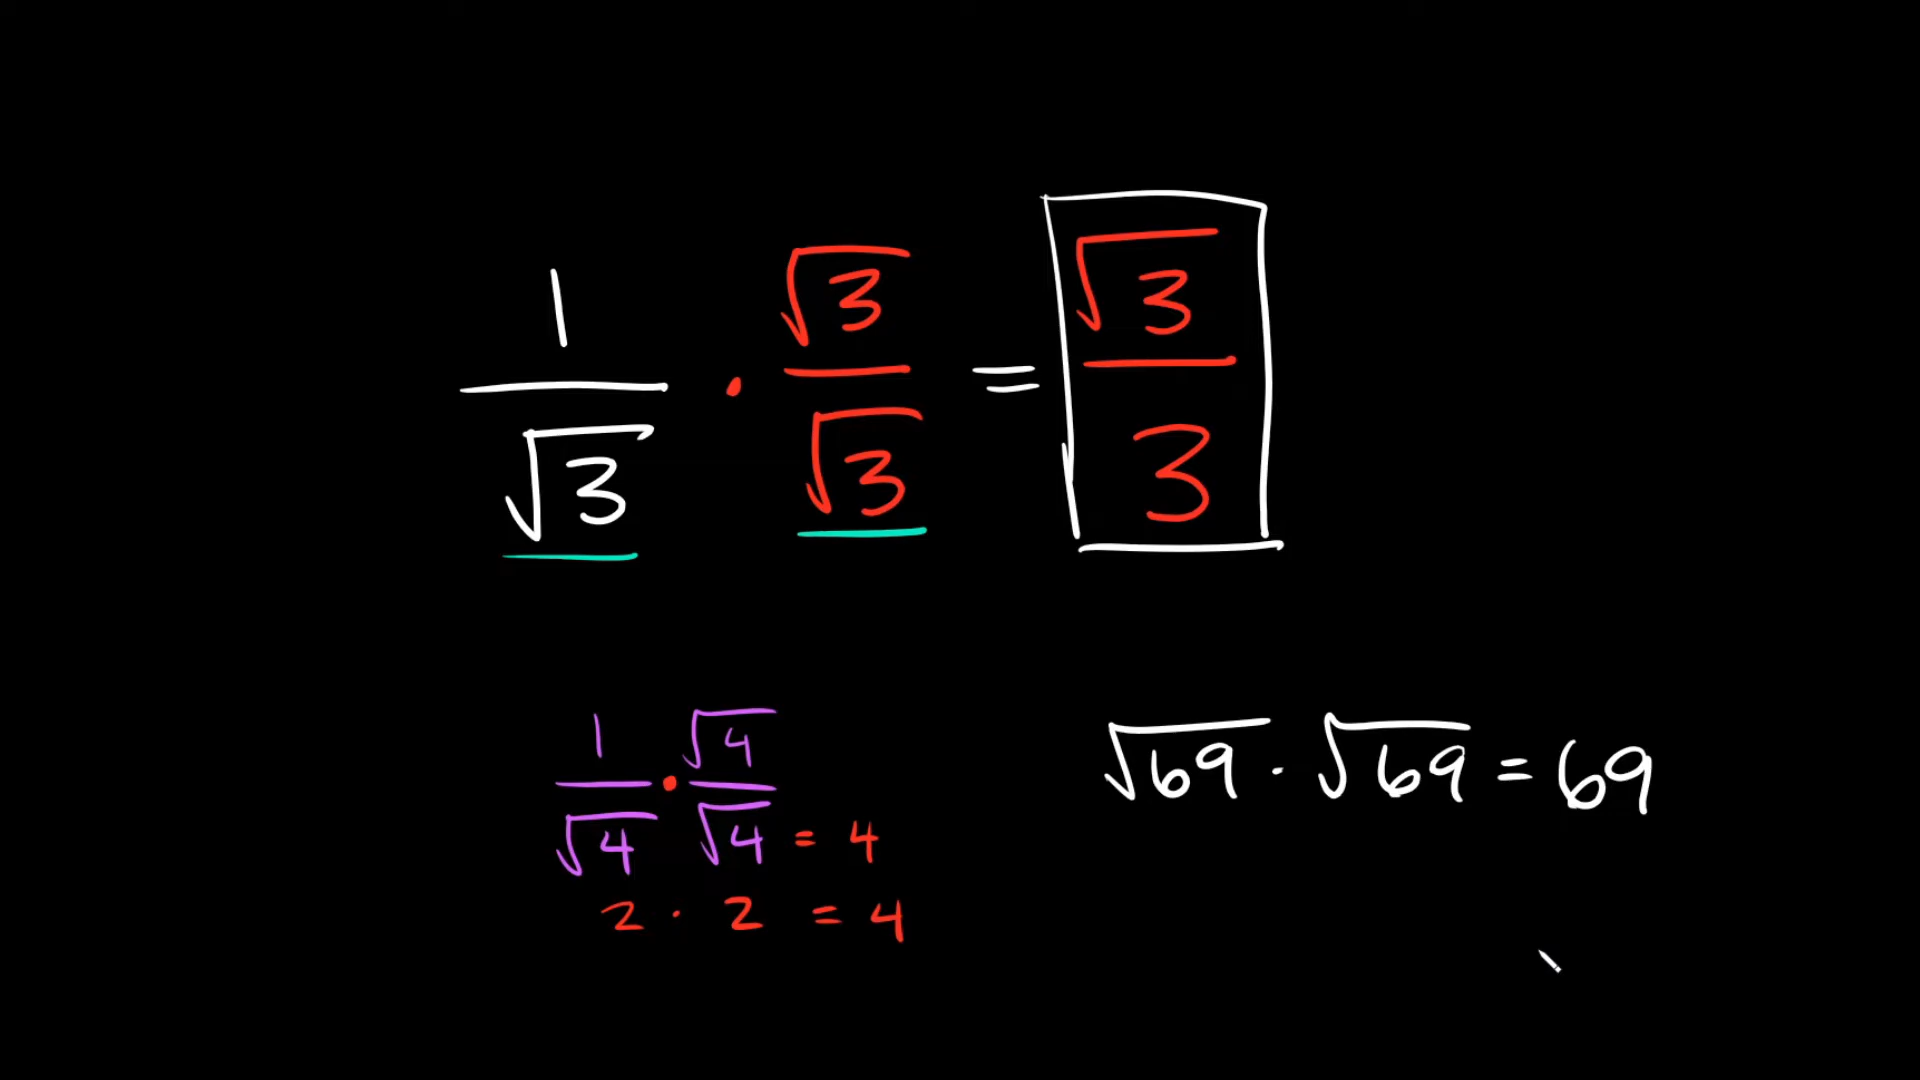 1/√3 · √3/√3 = √3/3
1/√4 · √4/√4 = 4
2 · 2 = 4
√69 · √69 = 69